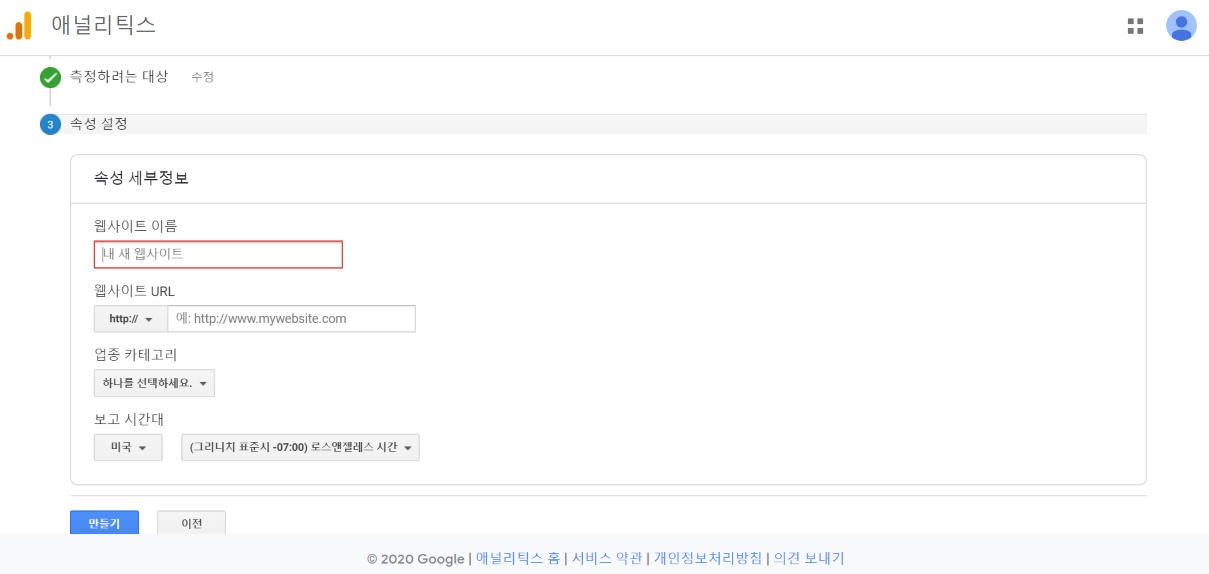 애널리틱스
측정하려는 대상 수정
3 속성 설정
속성 세부정보
웹사이트 이름
내 새 웹사이트
웹사이트 URL
http:// 예: http://www.mywebsite.com
업종 카테고리
하나를 선택하세요.
보고 시간대
미국 (그리니치 표준시 -07:00) 로스앤젤레스 시간
만들기 이전
© 2020 Google | 애널리틱스 홈 | 서비스 약관 | 개인정보처리방침 | 의견 보내기